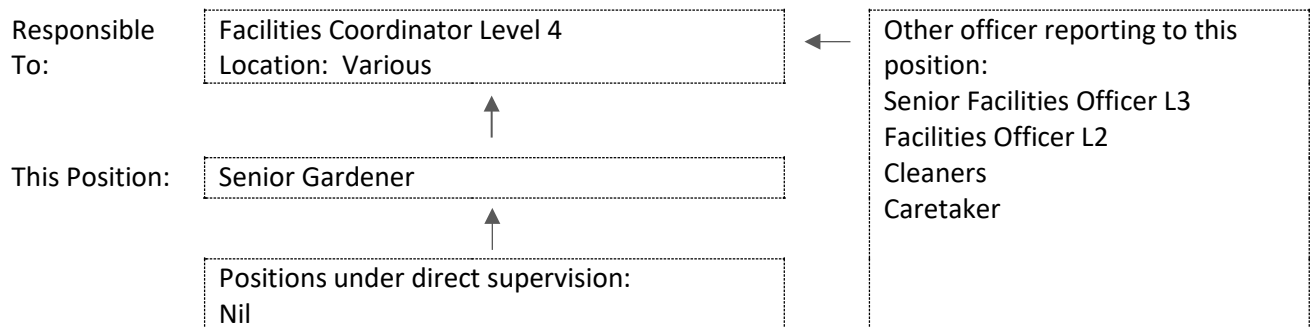 Responsible
To:
Facilities Coordinator Level 4
Location: Various
Other officer reporting to this
position:
Senior Facilities Officer L3
Facilities Officer L2
Cleaners
Caretaker
This Position:
Senior Gardener
Positions under direct supervision:
Nil